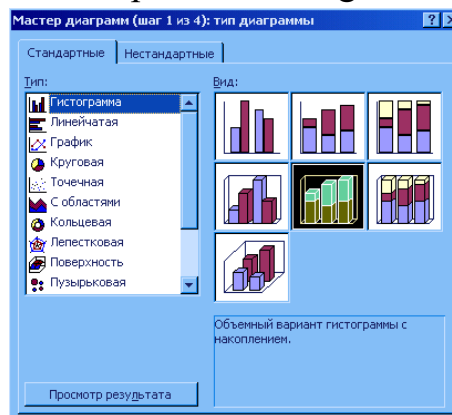 Мастер диаграмм (шаг 1 из 4): тип диаграммы
Стандартные Нестандартные
Тип:
Гистограмма
Линейчатая
График
Круговая
Точечная
С областями
Кольцевая
Лепестковая
Поверхность
Пузырьковая
Вид:
Объемный вариант гистограммы с
накоплением.
Просмотр результата